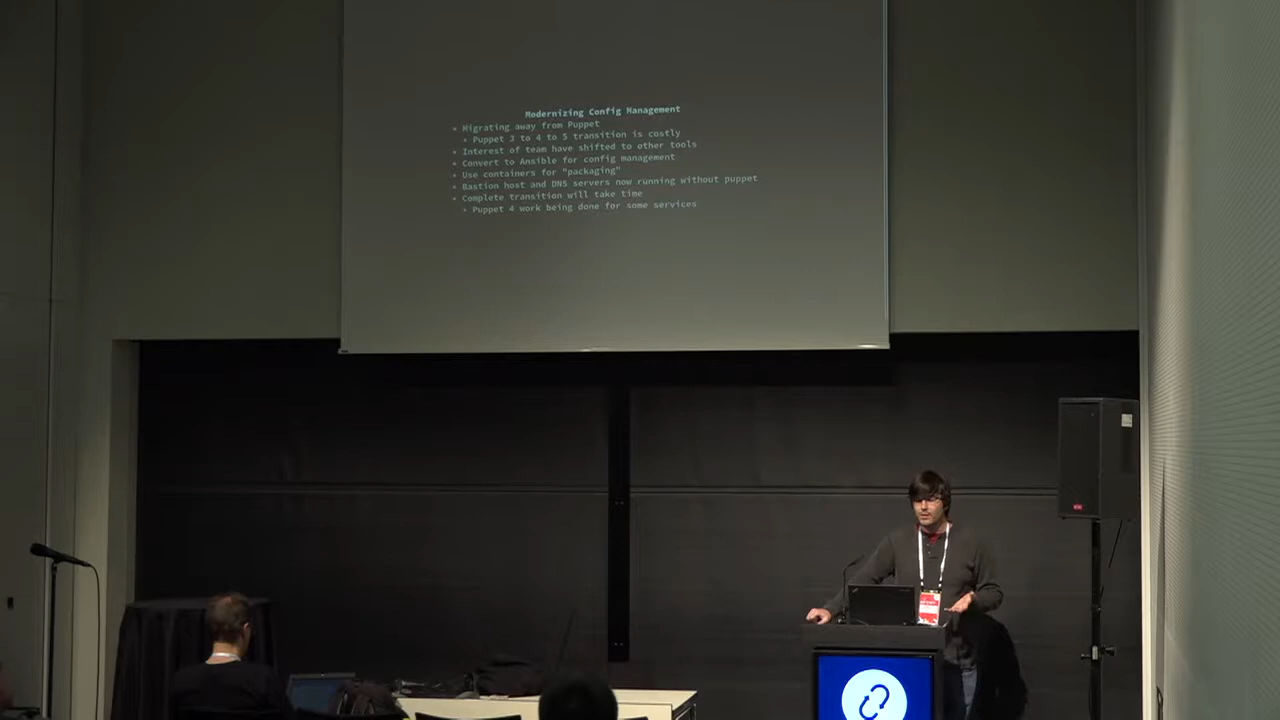 Modernizing Config Management
• Migrating away from Puppet
• Puppet 3 to 4 to 5 transition is costly
• Interest of team have shifted to other tools
• Convert to Ansible for config management
• Use containers for "packaging"
• Bastion host and DNS servers now running without puppet
• Complete transition will take time
• Puppet 4 work being done for some services